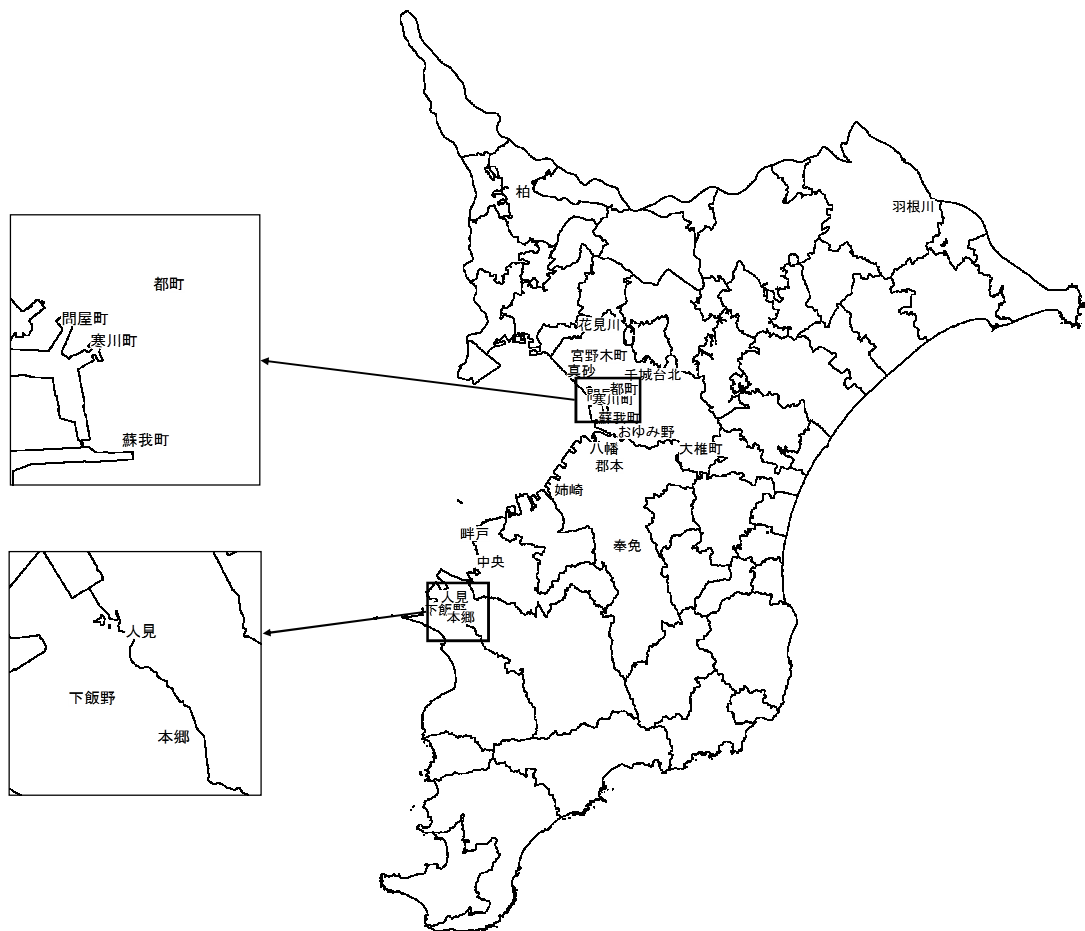 柏
羽根川
都町
問屋町
寒川町
蘇我町
花見川
宮野木町
真砂
千城台北
都町
寒川町
蘇我町
おゆみ野
八幡
大椎町
郡本
姉崎
畔戸
奉免
中央
人見
下飯野
本郷
人見
下飯野
本郷